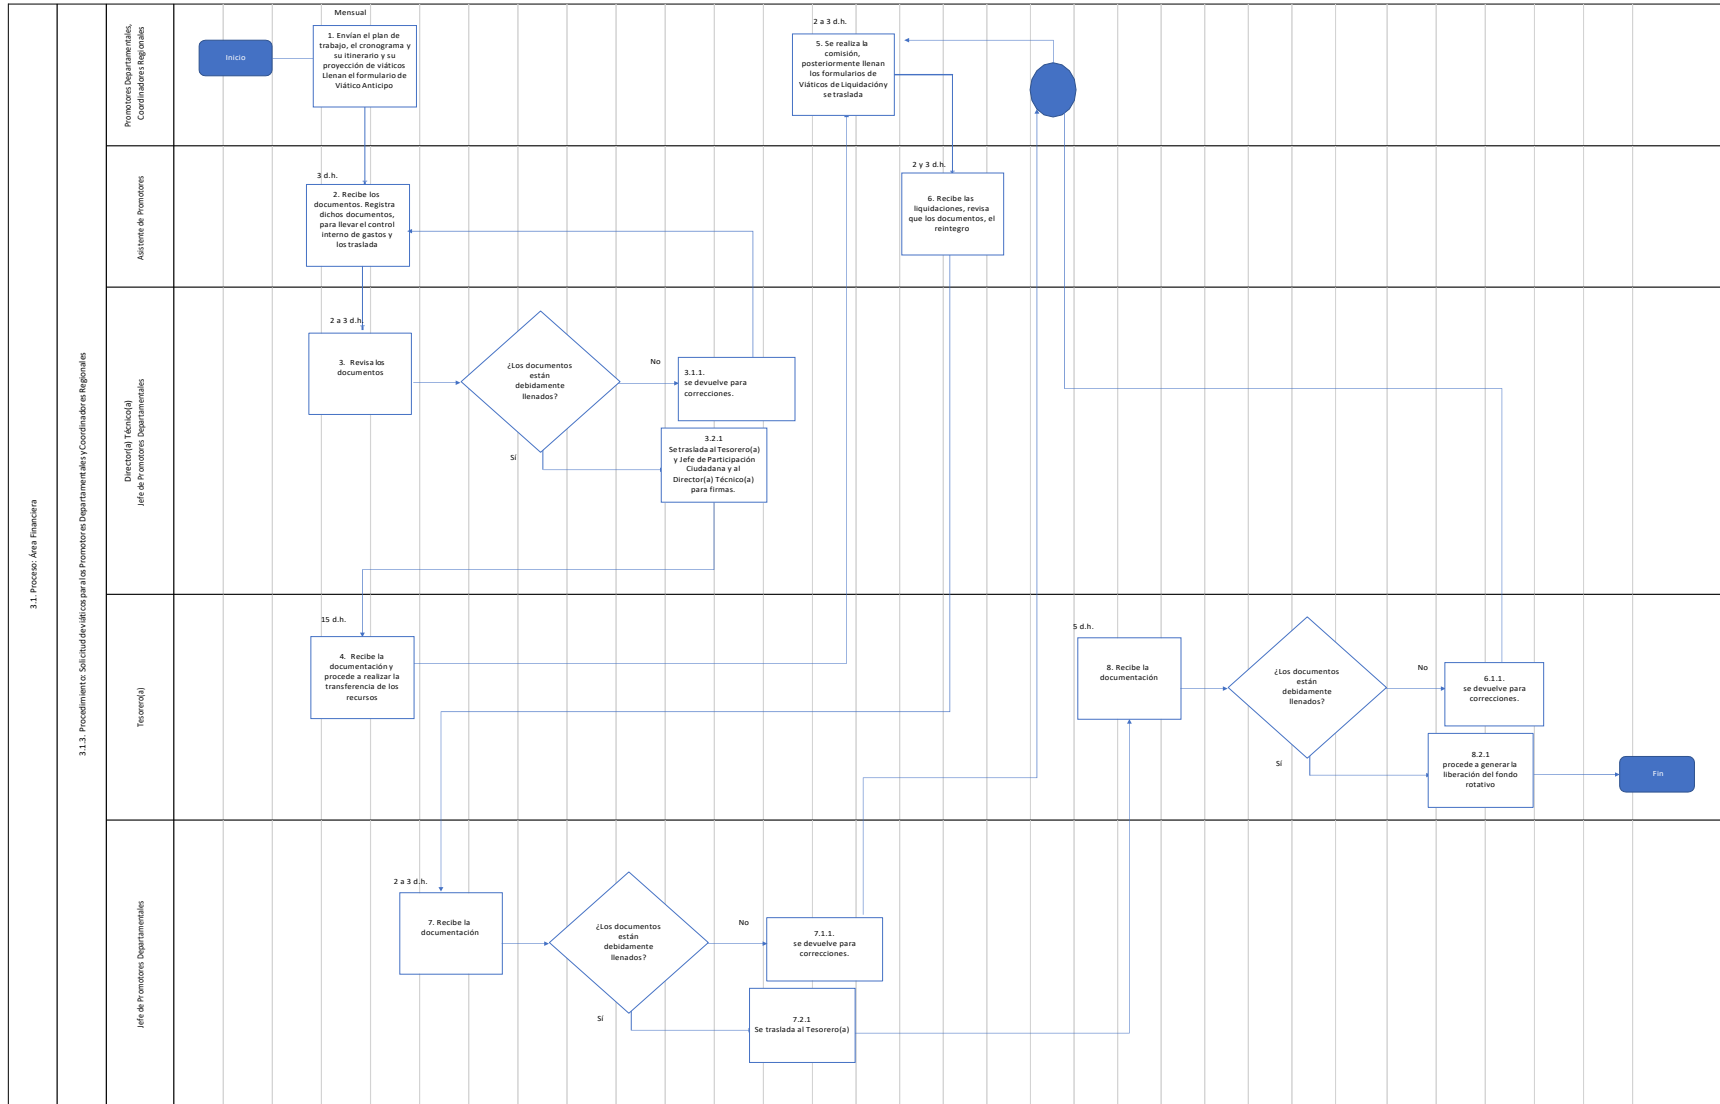 3.1. Proceso: Área Financiera
3.1.3. Procedimiento: Solicitud de viáticos para los Promotores Departamentales y Coordinadores Regionales
Promotores Departamentales,
Coordinadores Regionales
Inicio
Mensual
1. Envían el plan de
trabajo, el cronograma y
su itinerario y su
proyección de viáticos
Llenan el formulario de
Viático Anticipo
2 a 3 d.h.
5. Se realiza la
comisión,
posteriormente llenan
los formularios de
Viáticos de Liquidación y
se traslada
Asistente de Promotores
3 d.h.
2. Recibe los
documentos. Registra
dichos documentos,
para llevar el control
interno de gastos y
los traslada
2 y 3 d.h.
6. Recibe las
liquidaciones, revisa
que los documentos, el
reintegro
Director(a) Técnico(a)
Jefe de Promotores Departamentales
2 a 3 d.h.
3. Revisa los
documentos
¿Los documentos
están
debidamente
llenados?
No
3.1.1.
se devuelve para
correcciones.
Sí
3.2.1
Se traslada al Tesorero(a)
y Jefe de Participación
Ciudadana y al
Director(a) Técnico(a)
para firmas.
Tesorero(a)
15 d.h.
4. Recibe la
documentación y
procede a realizar la
transferencia de los
recursos
5 d.h.
8. Recibe la
documentación
¿Los documentos
están
debidamente
llenados?
No
6.1.1.
se devuelve para
correcciones.
Sí
8.2.1
procede a generar la
liberación del fondo
rotativo
Fin
Jefe de Promotores Departamentales
2 a 3 d.h.
7. Recibe la
documentación
¿Los documentos
están
debidamente
llenados?
No
7.1.1.
se devuelve para
correcciones.
Sí
7.2.1
Se traslada al Tesorero(a)